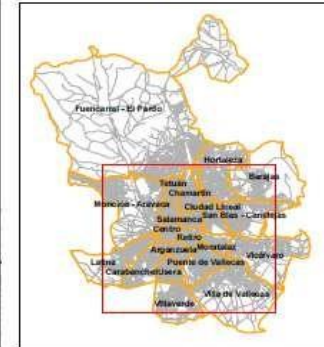 Fuencarral - El Pardo
Hortaleza
Barajas
Tetuán
Chamartín
Moncloa - Aravaca
Ciudad Lineal
San Blas - Canillejas
Salamanca
Centro
Retiro
Arganzuela
Moratalaz
Vicálvaro
Latina
Puente de Vallecas
Carabanchel
Usera
Villaverde
Villa de Vallecas